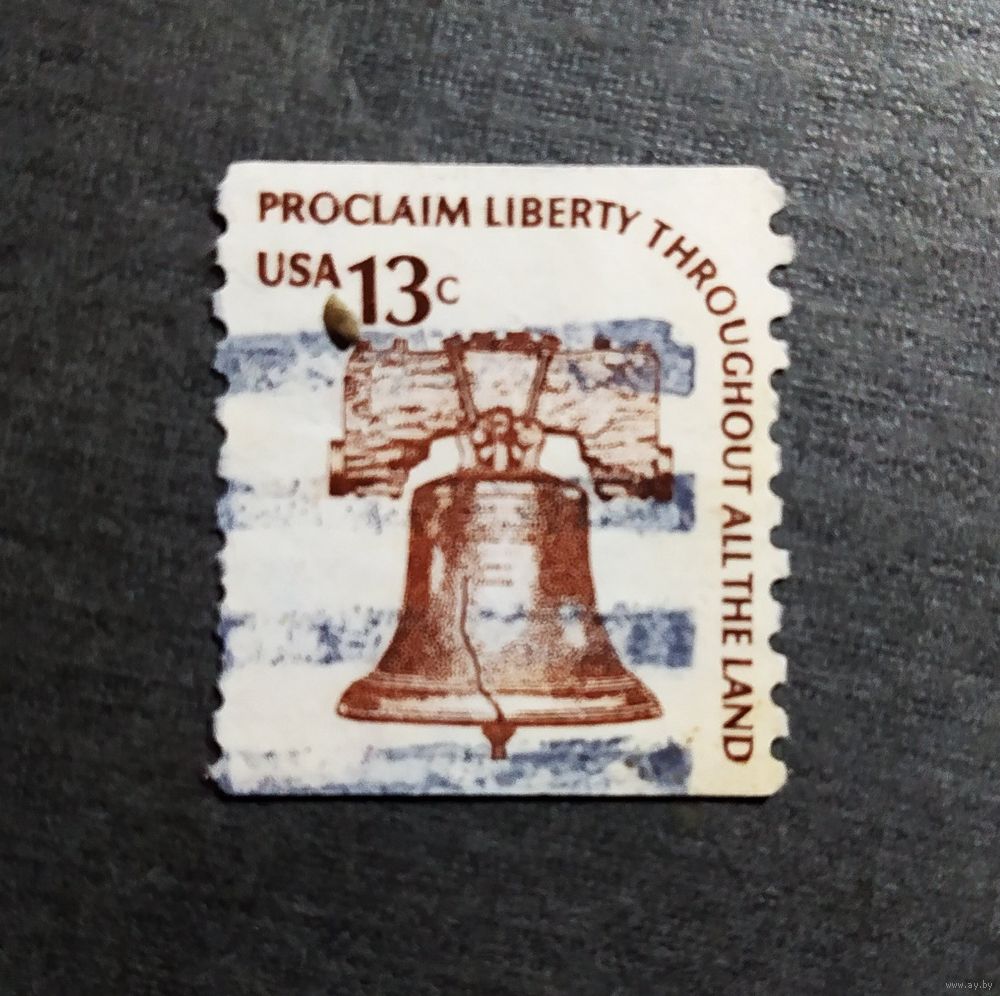 PROCLAIM LIBERTY THROUGHOUT ALL THE LAND
USA 13c
www.ay.by